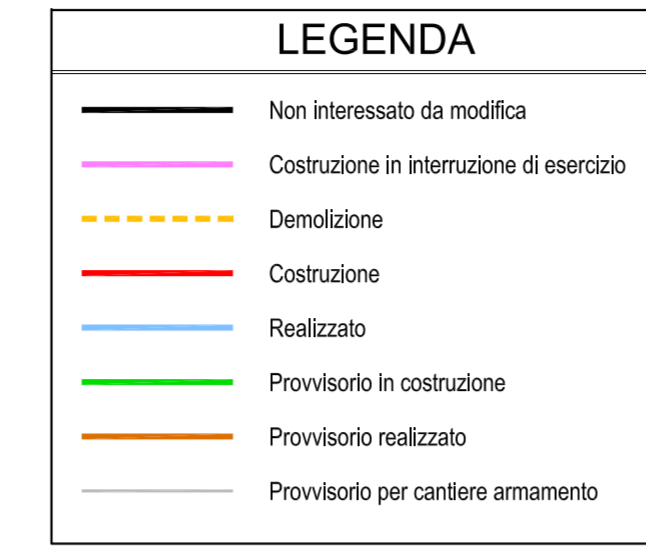 LEGENDA
Non interessato da modifica
Costruzione in interruzione di esercizio
Demolizione
Costruzione
Realizzato
Provvisorio in costruzione
Provvisorio realizzato
Provvisorio per cantiere armamento